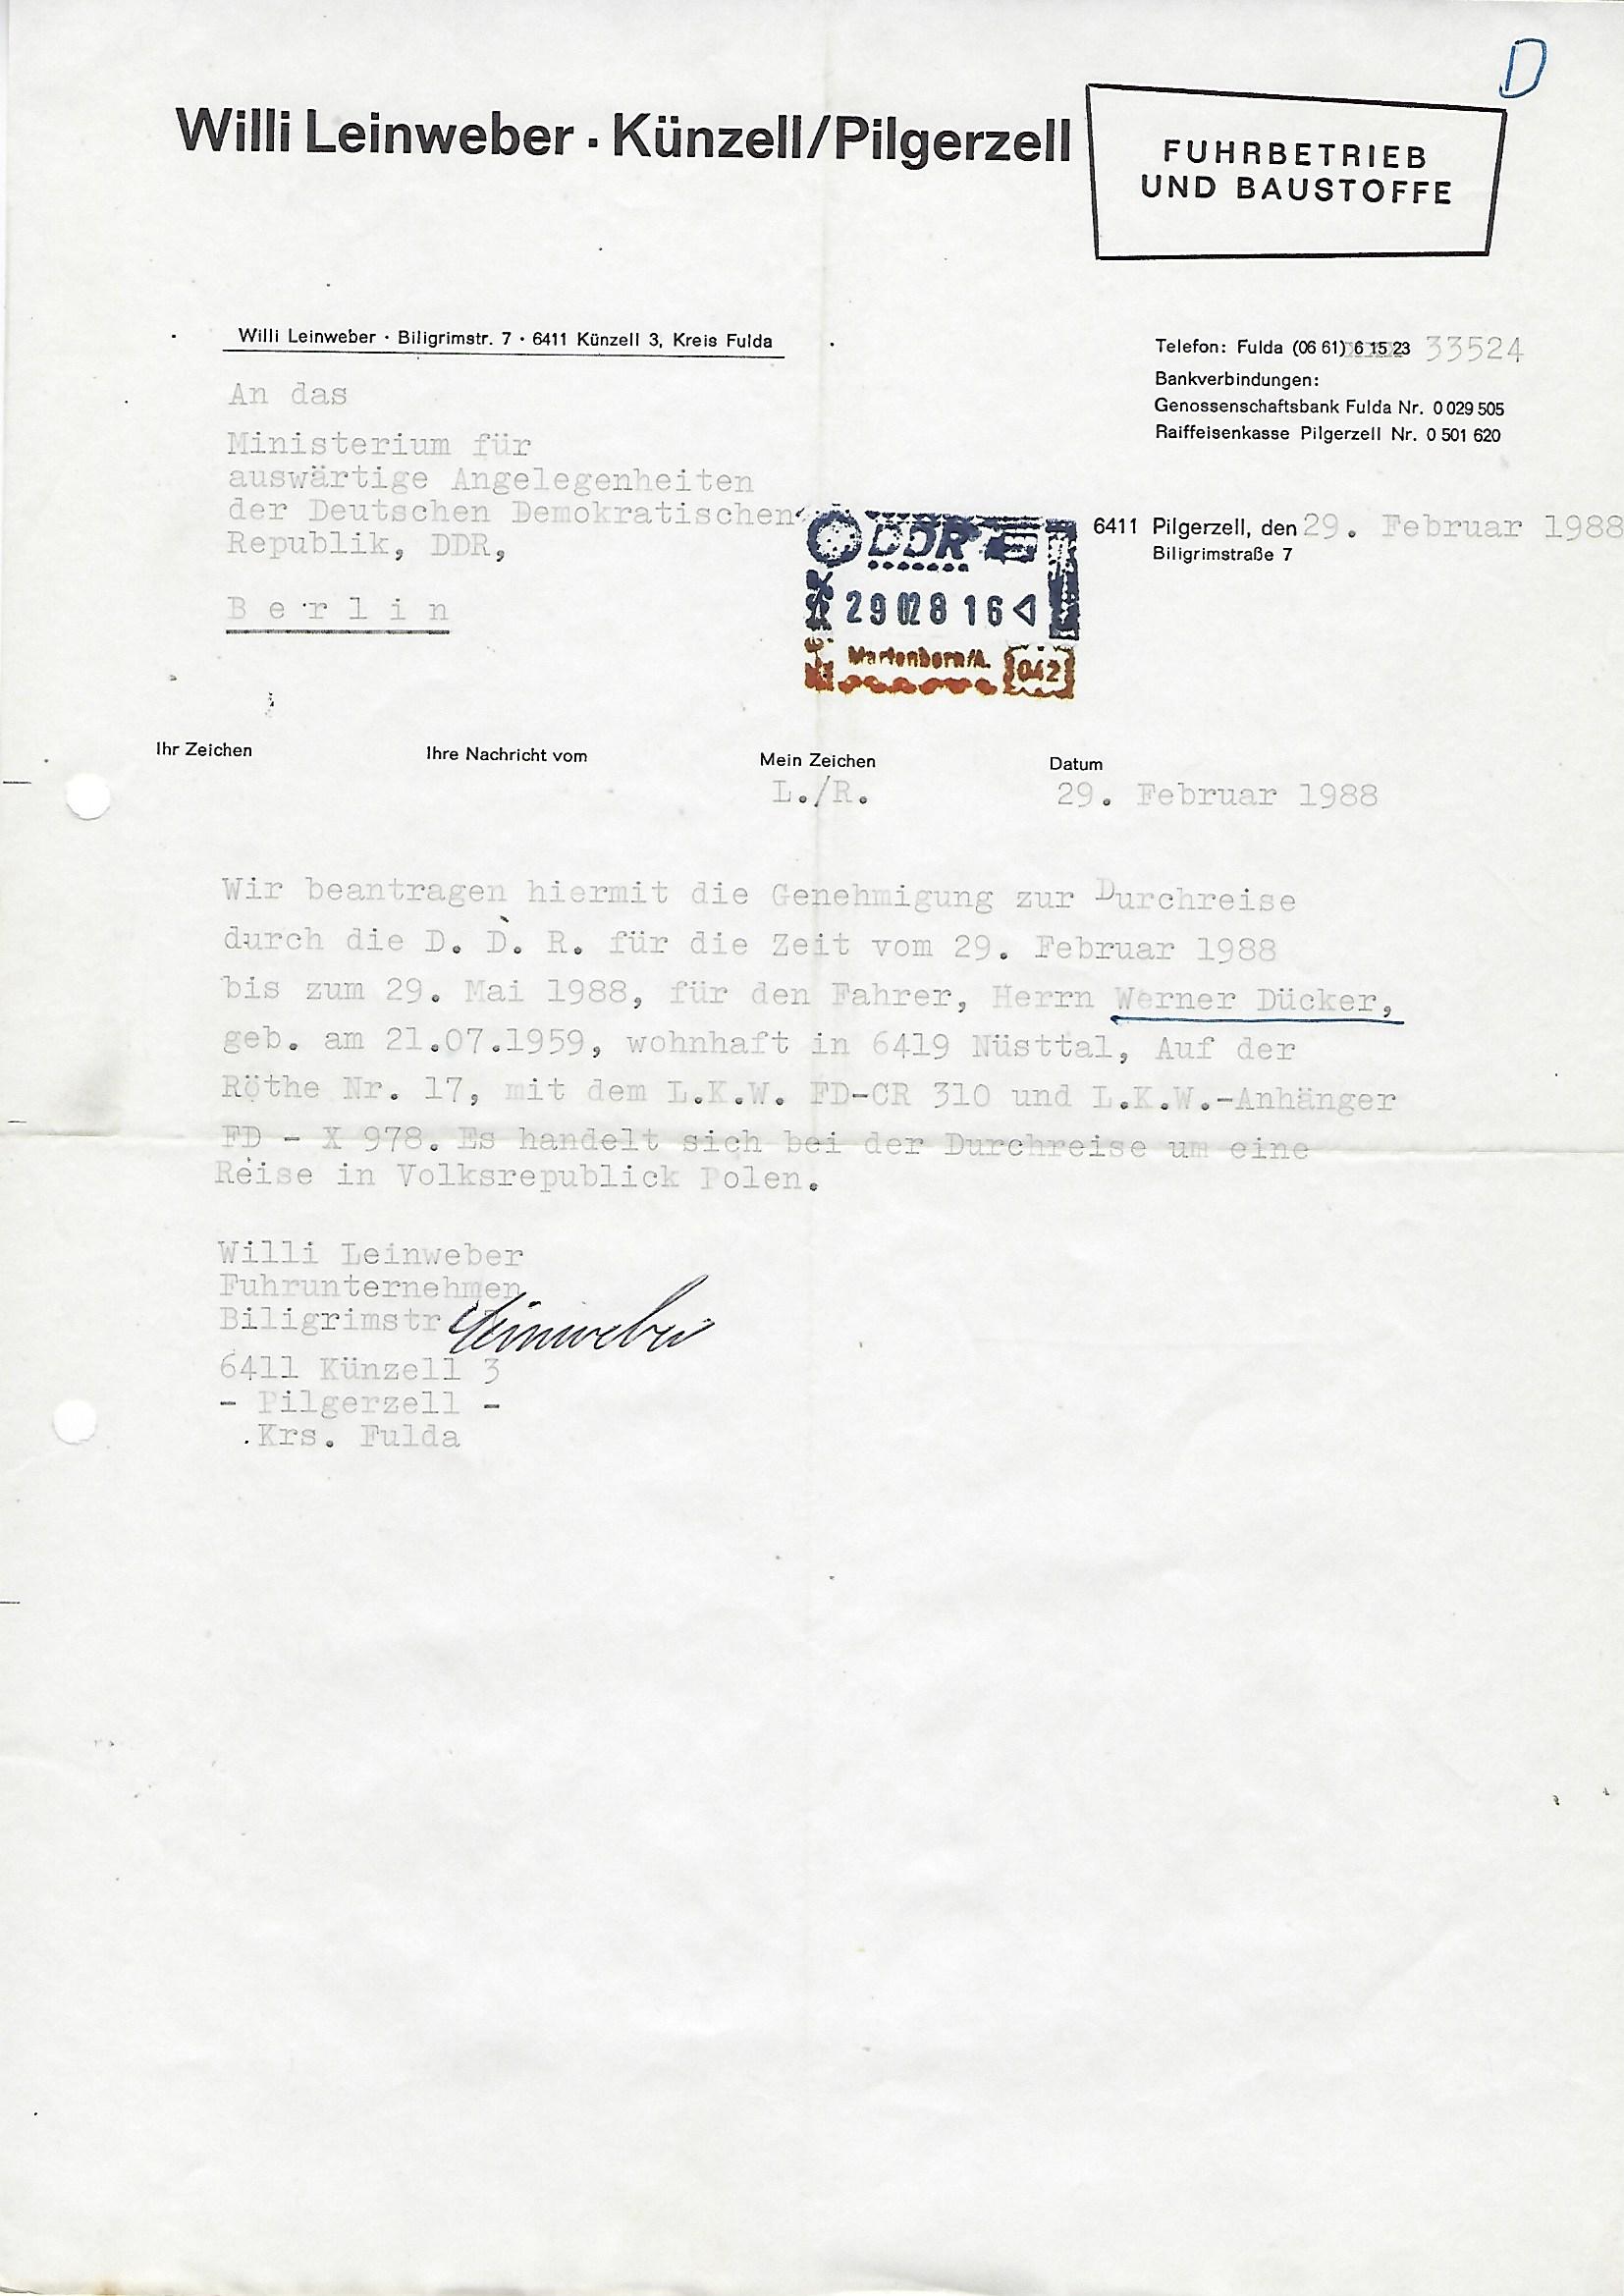 D
Willi Leinweber · Künzell/Pilgerzell
FUHRBETRIEB
UND BAUSTOFFE
Willi Leinweber · Biligrimstr. 7 · 6411 Künzell 3, Kreis Fulda
Telefon: Fulda (06 61) 6 15 23 33524
Bankverbindungen:
Genossenschaftsbank Fulda Nr. 0 029 505
Raiffeisenkasse Pilgerzell Nr. 0 501 620
An das
Ministerium für
auswärtige Angelegenheiten
der Deutschen Demokratischen
Republik, DDR,
B e r l i n
DDR
29 02 8 16
042
6411 Pilgerzell, den 29. Februar 1988
Biligrimstraße 7
Ihr Zeichen Ihre Nachricht vom Mein Zeichen Datum
L./R. 29. Februar 1988
Wir beantragen hiermit die Genehmigung zur Durchreise
durch die D. D. R. für die Zeit vom 29. Februar 1988
bis zum 29. Mai 1988, für den Fahrer, Herrn Werner Dücker,
geb. am 21.07.1959, wohnhaft in 6419 Nüsttal, Auf der
Röthe Nr. 17, mit dem L.K.W. FD-CR 310 und L.K.W.-Anhänger
FD - X 978. Es handelt sich bei der Durchreise um eine
Reise in Volksrepublick Polen.
Willi Leinweber
Fuhrunternehmen
Biligrimstr
Leinweber
6411 Künzell 3
- Pilgerzell -
Krs. Fulda